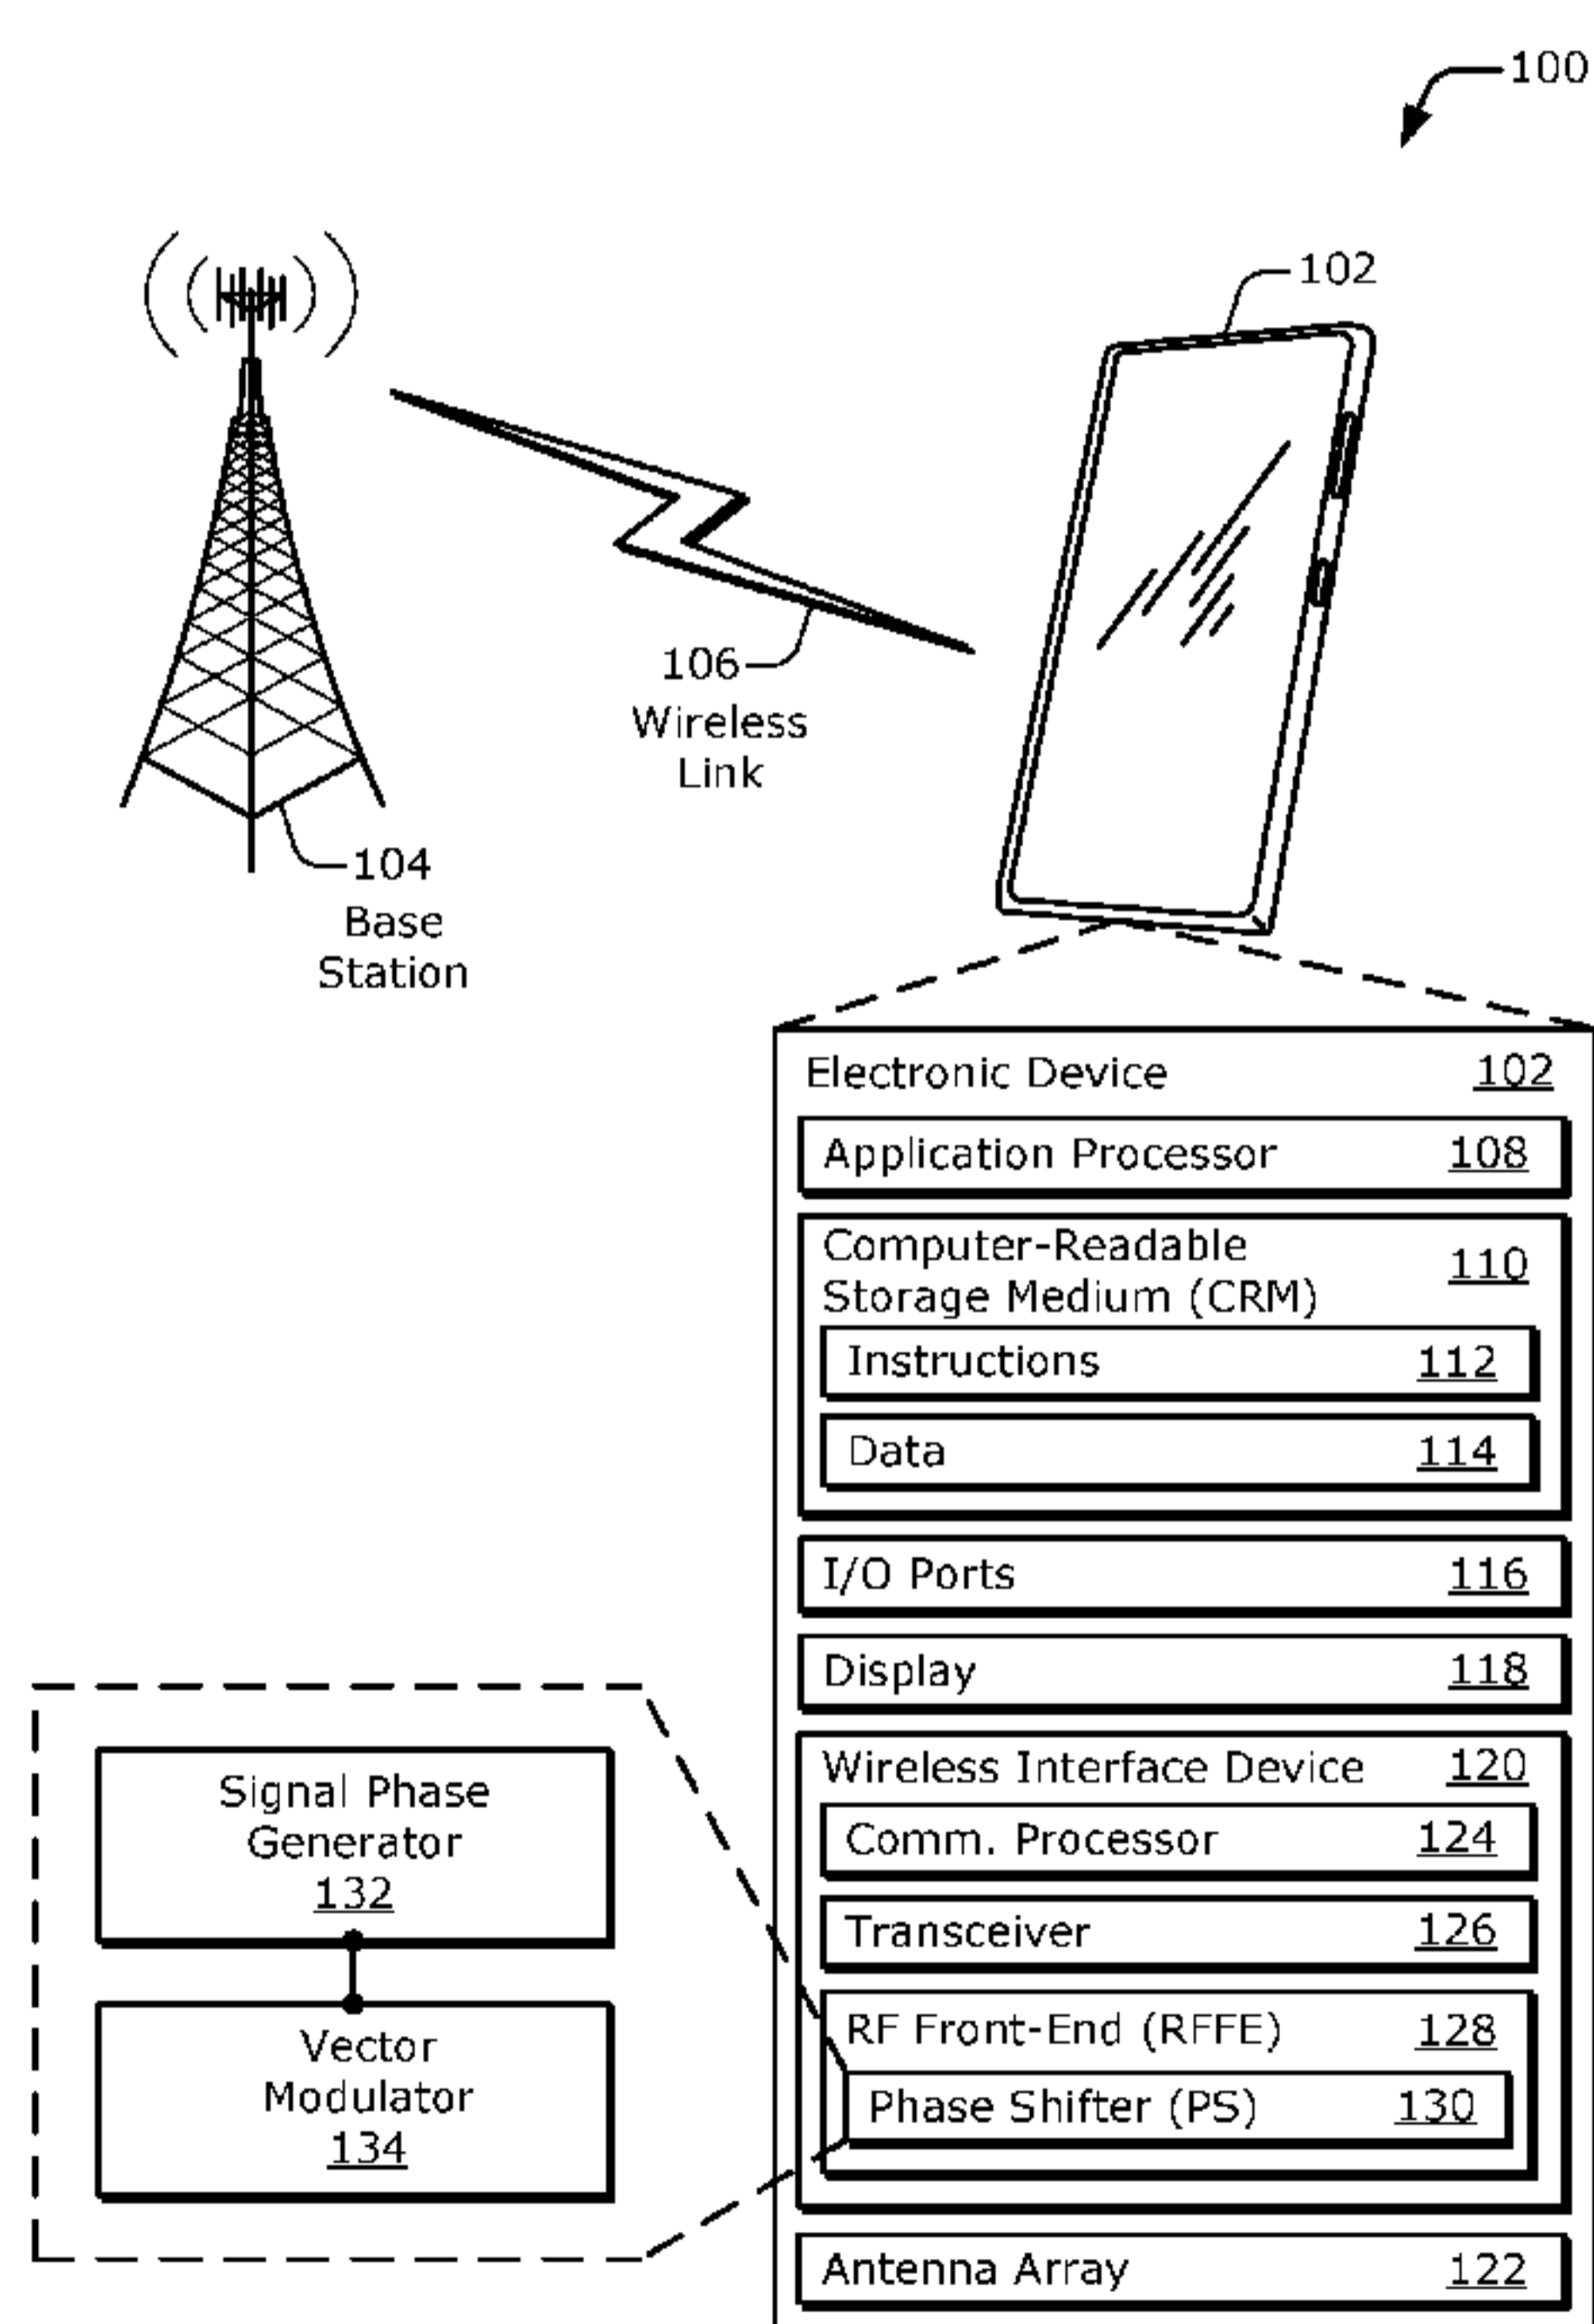 100
102
106
Wireless
Link
104
Base
Station
Electronic Device 102
Application Processor 108
Computer-Readable
Storage Medium (CRM) 110
Instructions 112
Data 114
I/O Ports 116
Display 118
Wireless Interface Device 120
Comm. Processor 124
Transceiver 126
RF Front-End (RFFE) 128
Phase Shifter (PS) 130
Antenna Array 122
Signal Phase
Generator
132
Vector
Modulator
134